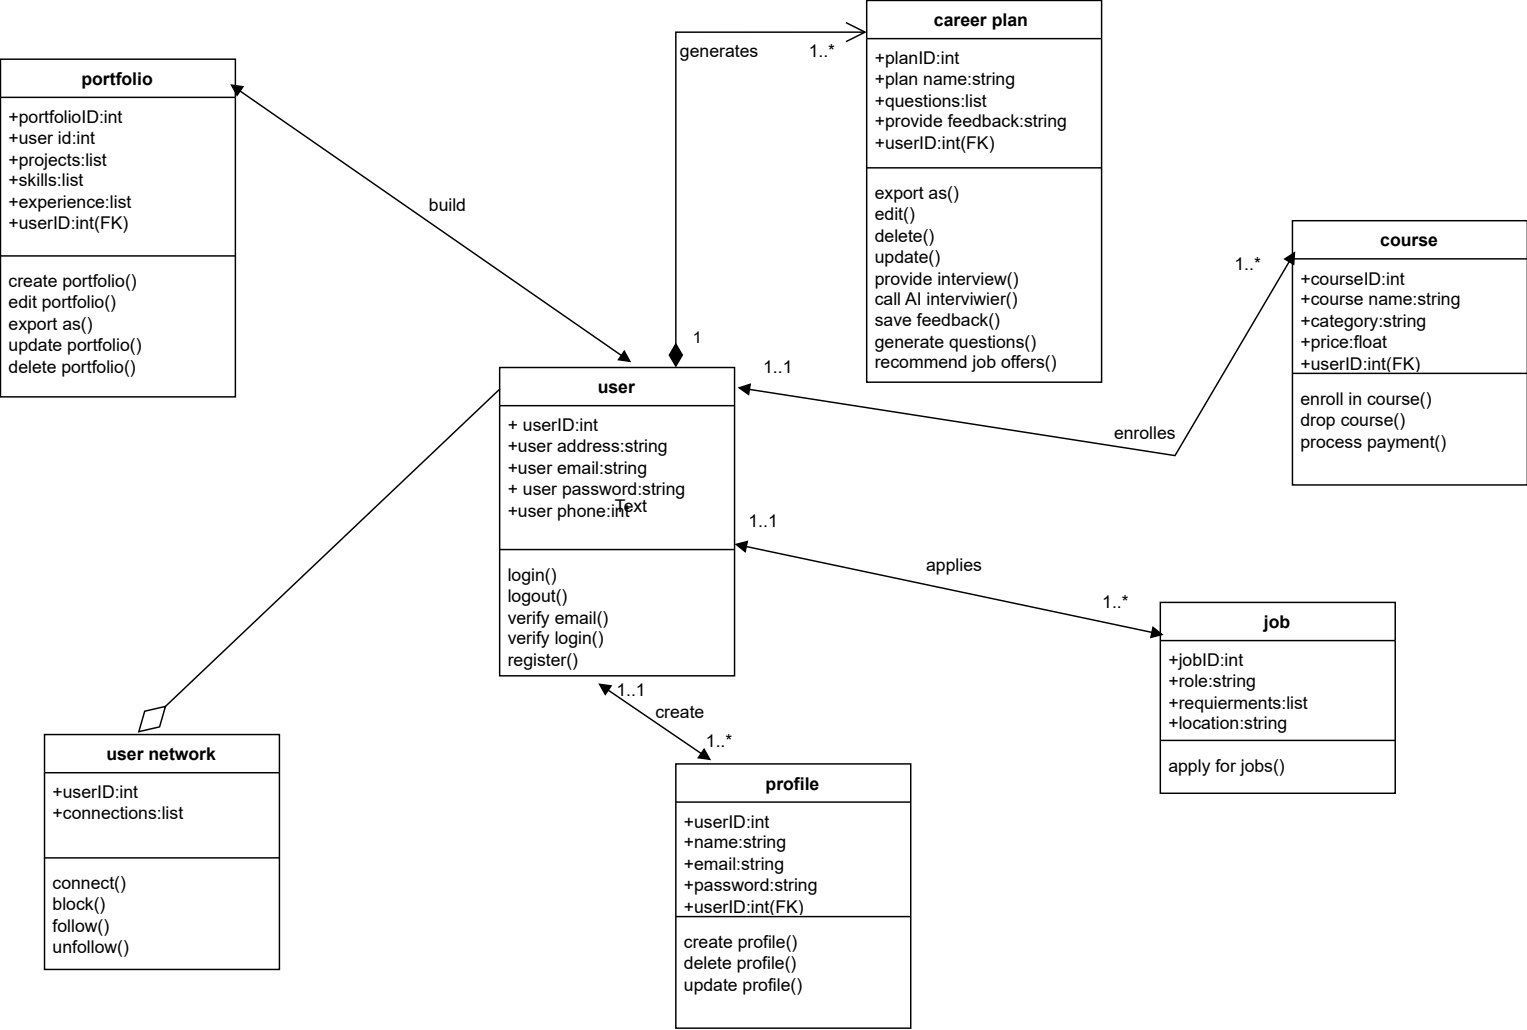 career plan
+planID:int
+plan name:string
+questions:list
+provide feedback:string
+userID:int(FK)
export as()
edit()
delete()
update()
provide interview()
call AI interviwier()
save feedback()
generate questions()
recommend job offers()
generates
1..*
1
portfolio
+portfolioID:int
+user id:int
+projects:list
+skills:list
+experience:list
+userID:int(FK)
create portfolio()
edit portfolio()
export as()
update portfolio()
delete portfolio()
build
course
+courseID:int
+course name:string
+category:string
+price:float
+userID:int(FK)
enroll in course()
drop course()
process payment()
1..*
1..1
enrolles
user
+ userID:int
+user address:string
+user email:string
+ user password:string
+user phone:int
Text
login()
logout()
verify email()
verify login()
register()
1..1
applies
1..*
job
+jobID:int
+role:string
+requierments:list
+location:string
apply for jobs()
1..1
create
1..*
user network
+userID:int
+connections:list
connect()
block()
follow()
unfollow()
profile
+userID:int
+name:string
+email:string
+password:string
+userID:int(FK)
create profile()
delete profile()
update profile()